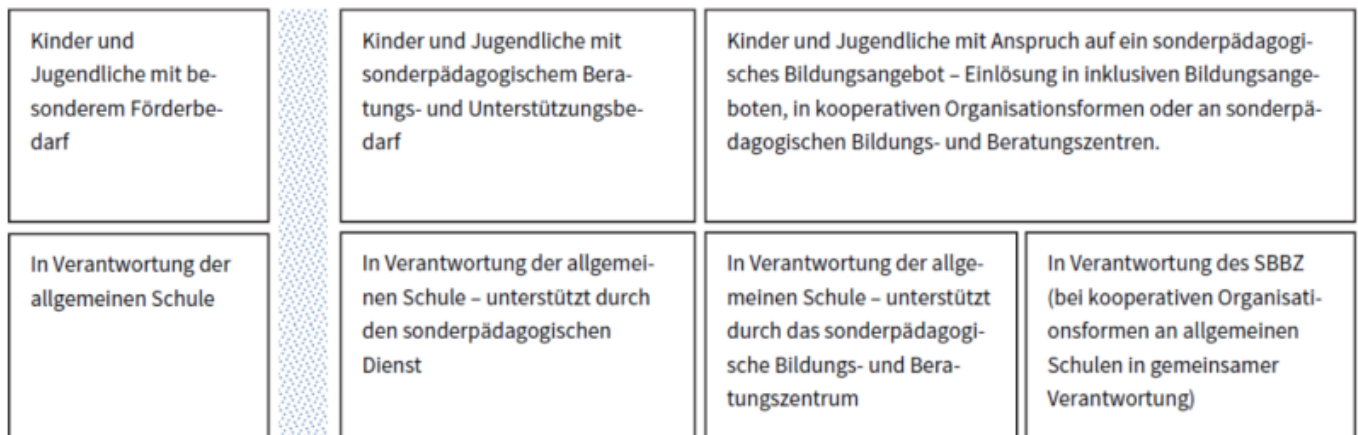 Kinder und
Jugendliche mit be-
sonderem Förderbe-
darf
Kinder und Jugendliche mit
sonderpädagogischem Bera-
tungs- und Unterstützungsbe-
darf
Kinder und Jugendliche mit Anspruch auf ein sonderpädagogi-
sches Bildungsangebot – Einlösung in inklusiven Bildungsange-
boten, in kooperativen Organisationsformen oder an sonderpä-
dagogischen Bildungs- und Beratungszentren.
In Verantwortung der
allgemeinen Schule
In Verantwortung der allgemei-
nen Schule – unterstützt durch
den sonderpädagogischen
Dienst
In Verantwortung der allge-
meinen Schule – unterstützt
durch das sonderpädagogi-
sche Bildungs- und Bera-
tungszentrum
In Verantwortung des SBBZ
(bei kooperativen Organisati-
onsformen an allgemeinen
Schulen in gemeinsamer
Verantwortung)